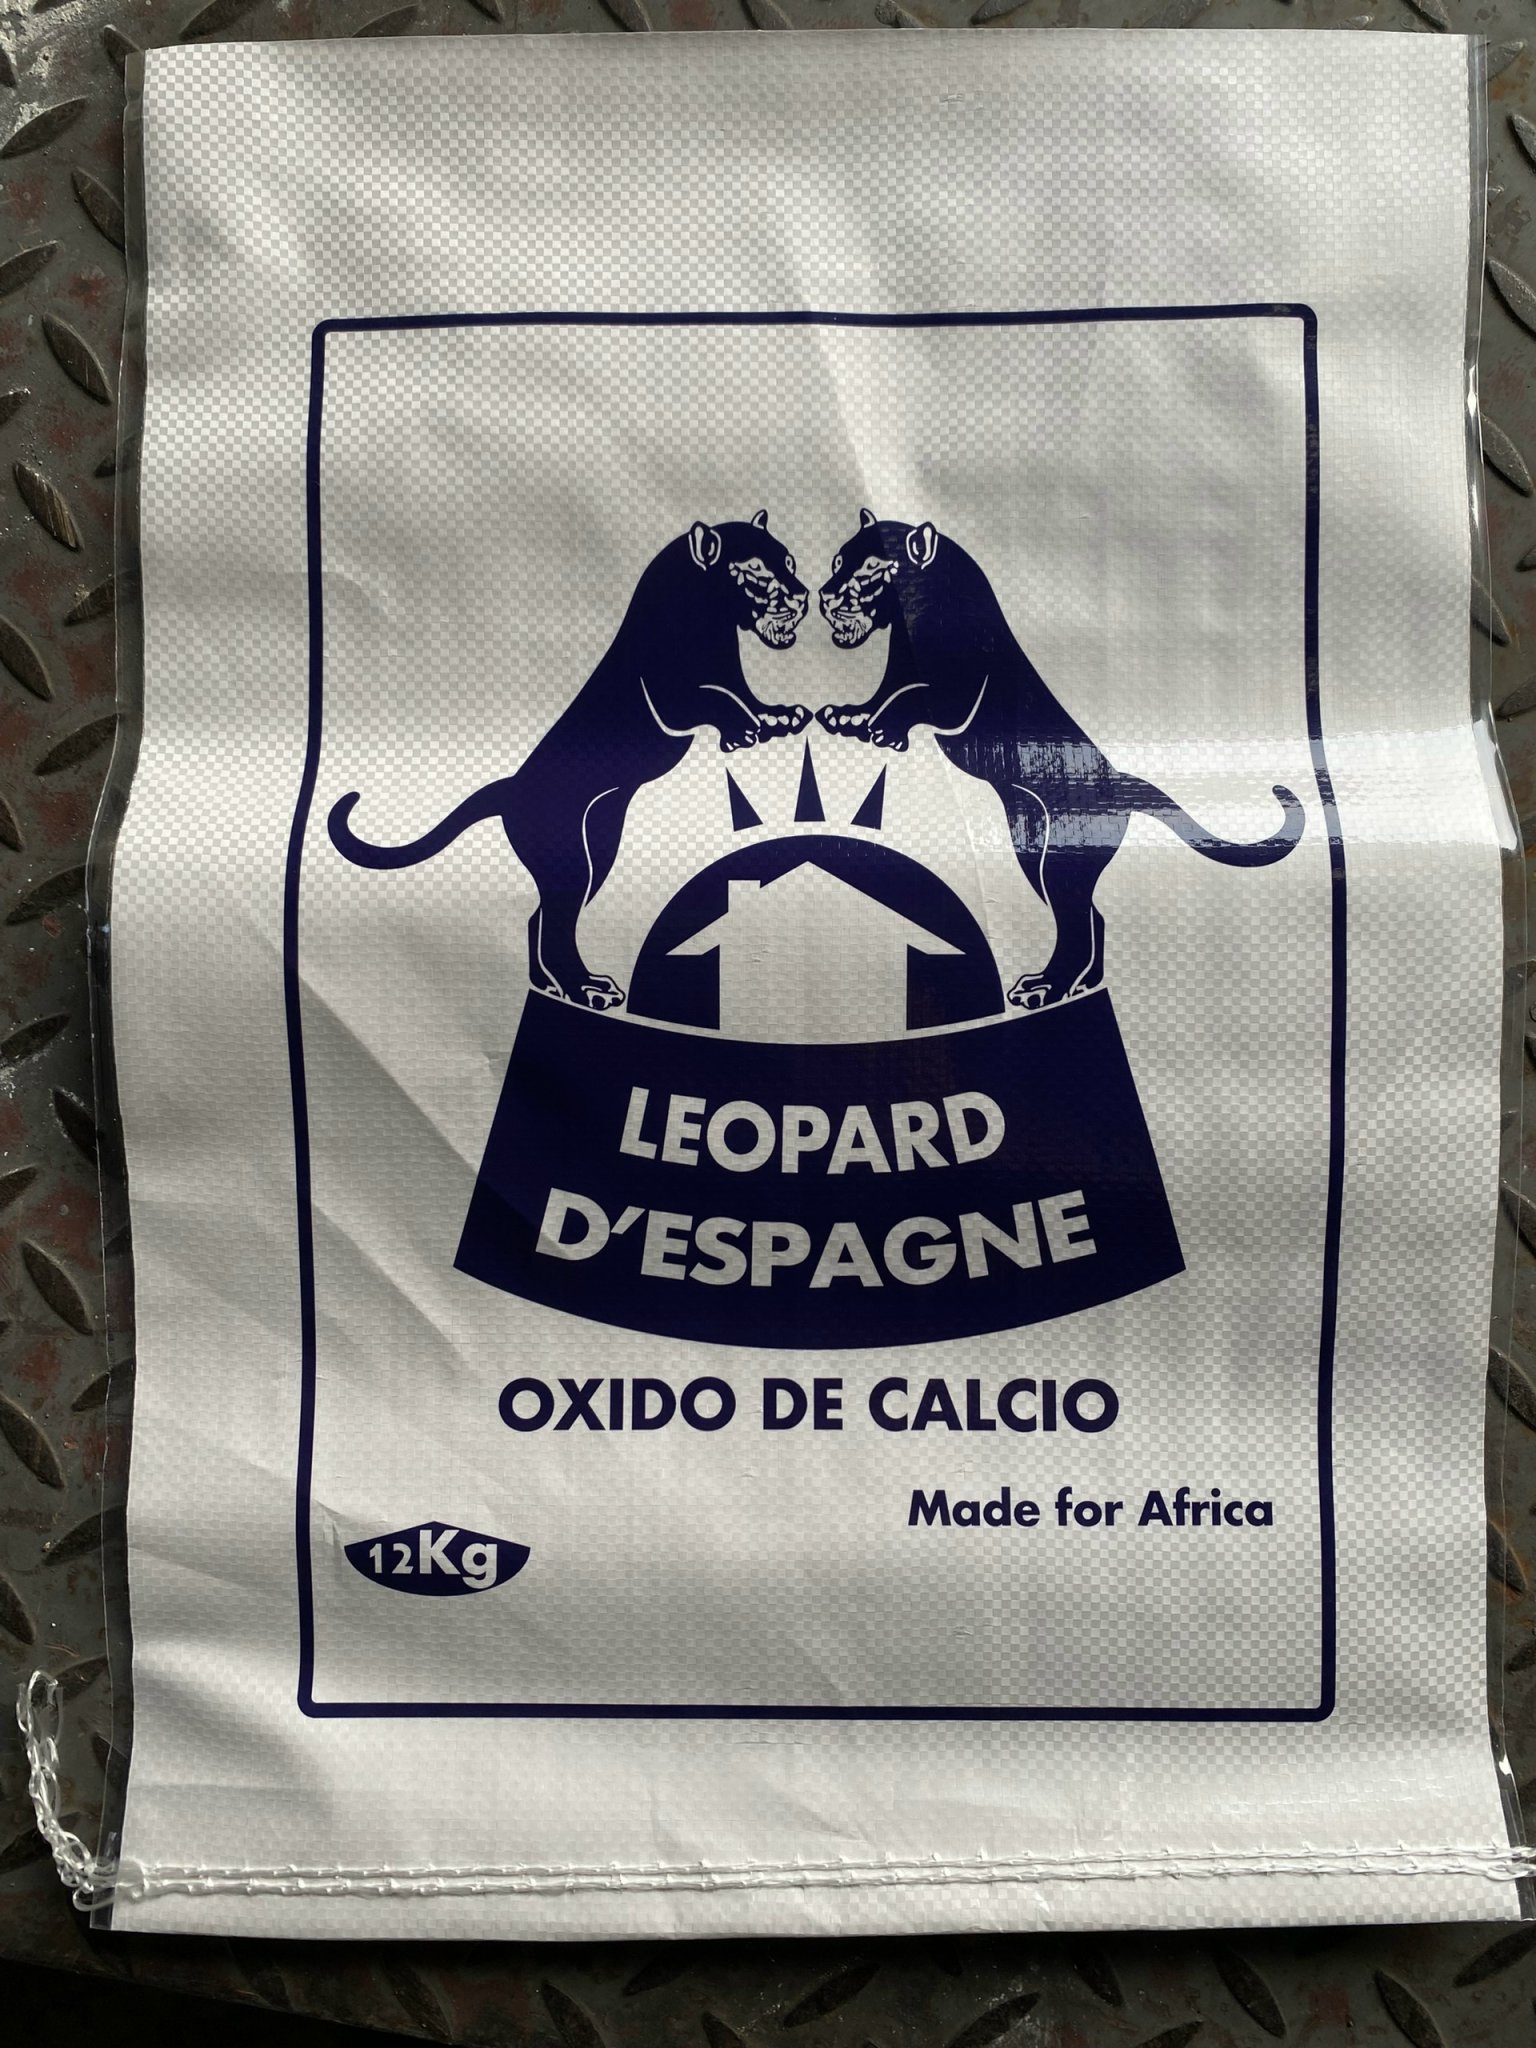 LEOPARD
D'ESPAGNE
OXIDO DE CALCIO
Made for Africa
12Kg